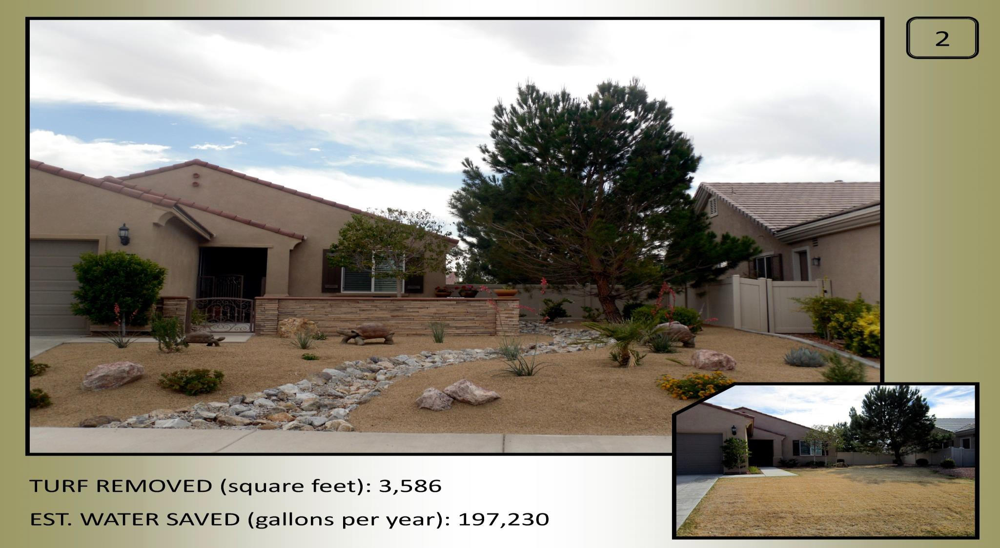 2
TURF REMOVED (square feet): 3,586
EST. WATER SAVED (gallons per year): 197,230